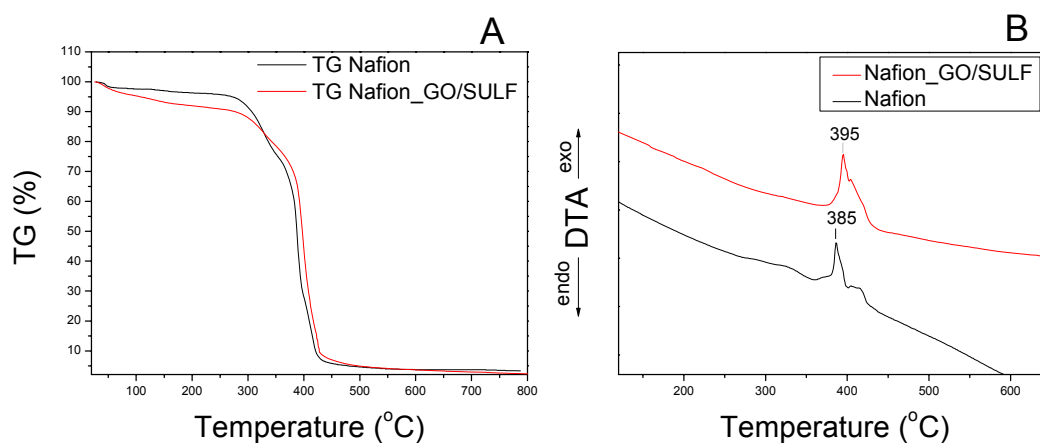 A
TG (%)
110
100
90
80
70
60
50
40
30
20
10
TG Nafion
TG Nafion_GO/SULF
100 200 300 400 500 600 700 800
Temperature (°C)
B
endo DTA exo
Nafion_GO/SULF
Nafion
395
385
200 300 400 500 600
Temperature (°C)